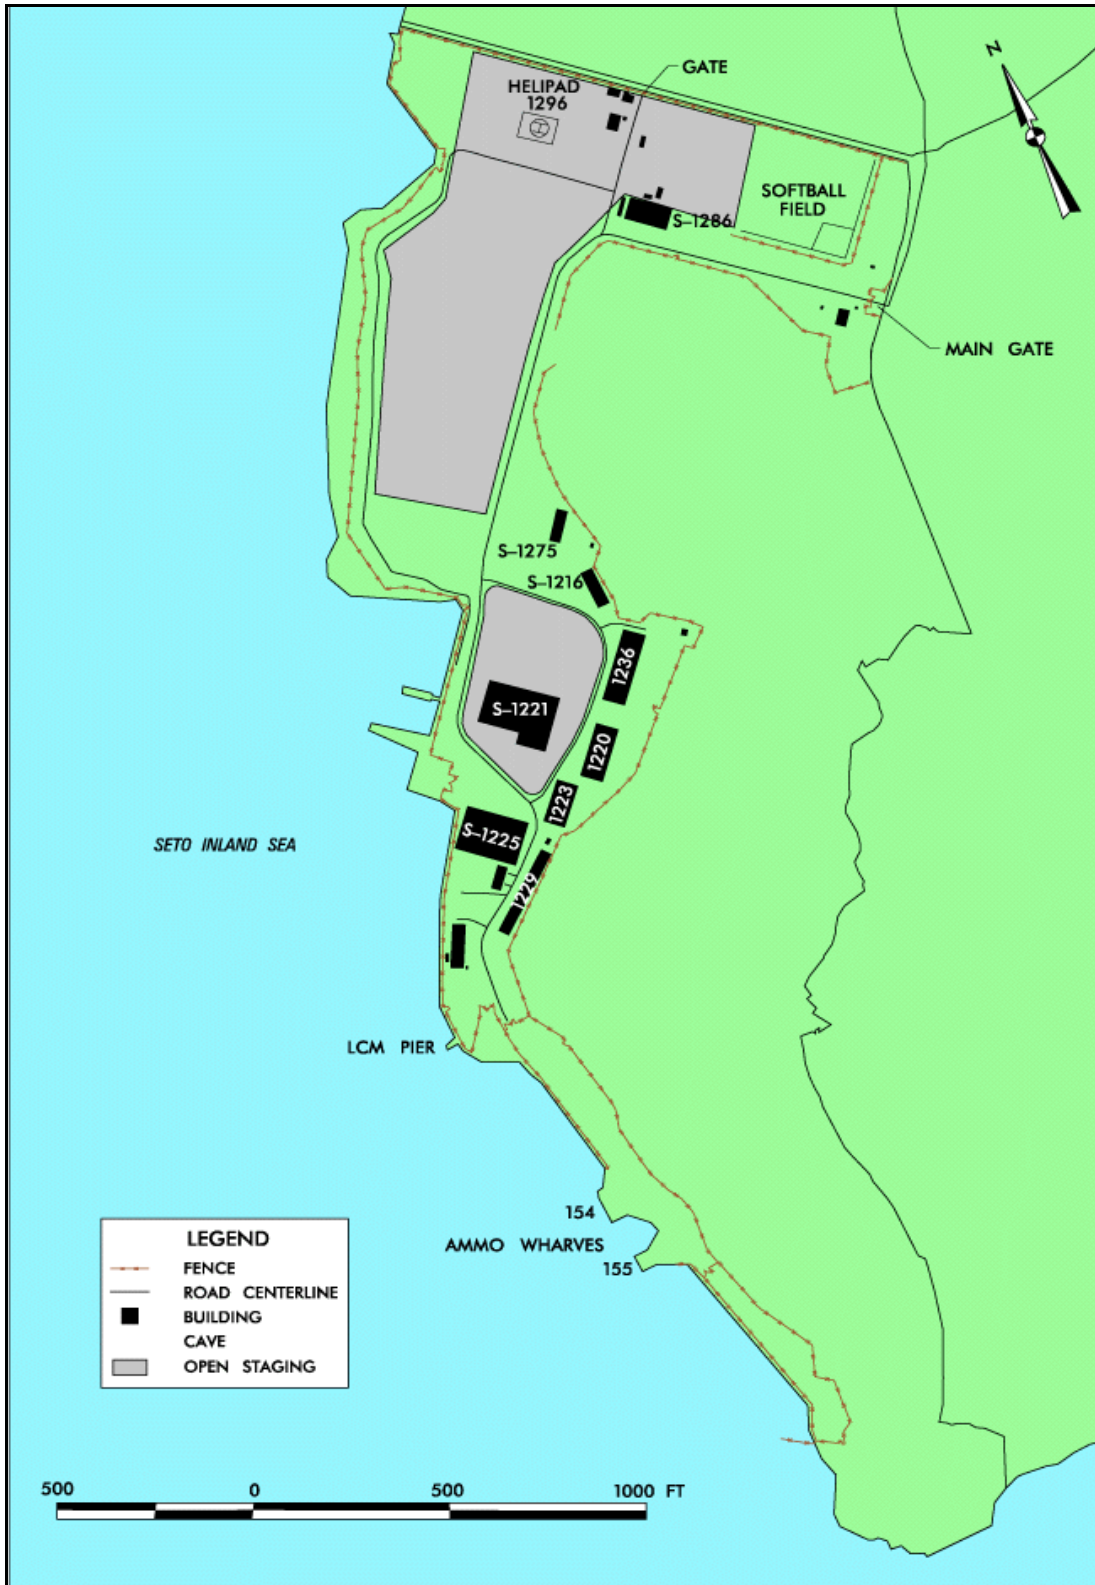 GATE
N
HELIPAD
1296
SOFTBALL
FIELD
S-1286
MAIN GATE
S-1275
S-1216
1236
S-1221
1220
1223
S-1225
SETO INLAND SEA
1229
LCM PIER
154
AMMO WHARVES
155
LEGEND
FENCE
ROAD CENTERLINE
BUILDING
CAVE
OPEN STAGING
500 0 500 1000 FT